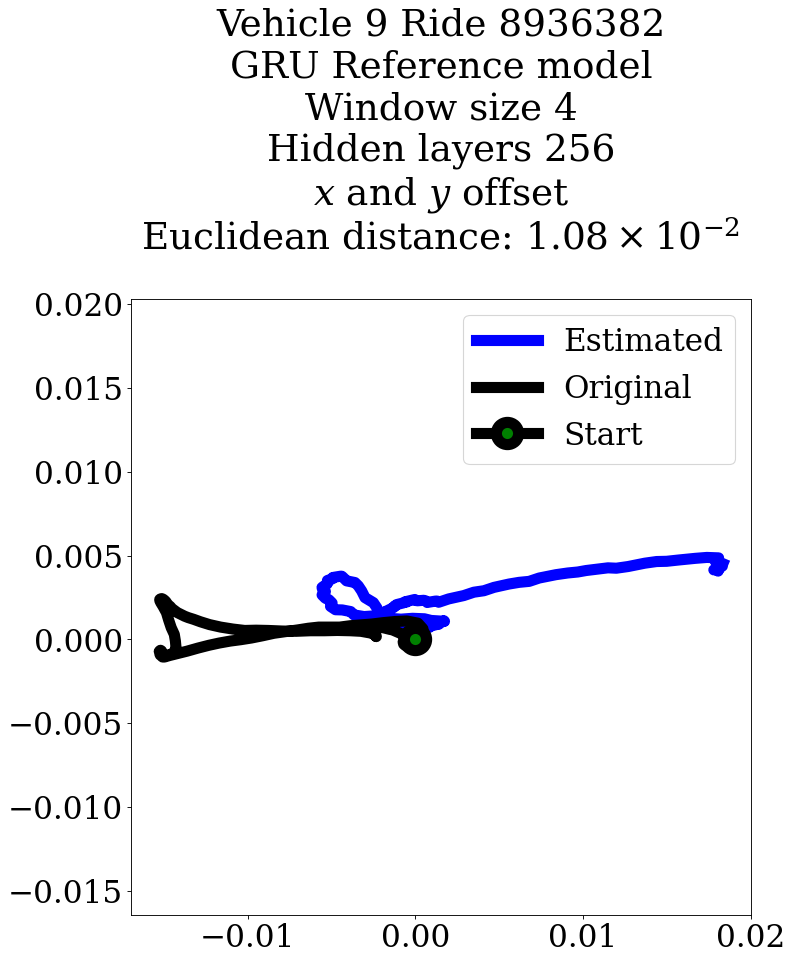 Vehicle 9 Ride 8936382
GRU Reference model
Window size 4
Hidden layers 256
x and y offset
Euclidean distance: 1.08 × 10⁻²
Estimated
Original
Start
0.020
0.015
0.010
0.005
0.000
−0.005
−0.010
−0.015
−0.01 0.00 0.01 0.02